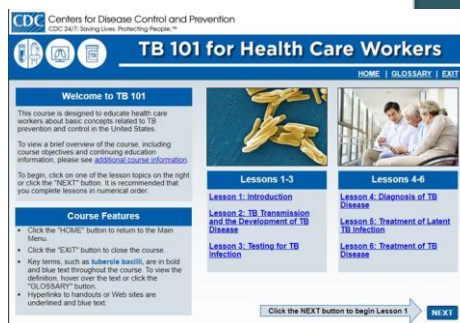 CDC Centers for Disease Control and Prevention
CDC 24/7: Saving Lives. Protecting People.™
TB 101 for Health Care Workers
HOME | GLOSSARY | EXIT
Welcome to TB 101
This course is designed to educate health care
workers about basic concepts related to TB
prevention and control in the United States.
To view a brief overview of the course, including
course objectives and continuing education
information, please see additional course information.
To begin, click on one of the lesson topics on the right
or click the "NEXT" button. It is recommended that
you complete lessons in numerical order.
Course Features
• Click the "HOME" button to return to the Main
Menu.
• Click the "EXIT" button to close the course.
• Key terms, such as tubercle bacilli, are in bold
and blue text throughout the course. To view the
definition, hover over the text or click the
"GLOSSARY" button.
• Hyperlinks to handouts or Web sites are
underlined and blue text.
Lessons 1-3
Lesson 1: Introduction
Lesson 2: TB Transmission
and the Development of TB
Disease
Lesson 3: Testing for TB
Infection
Lessons 4-6
Lesson 4: Diagnosis of TB
Disease
Lesson 5: Treatment of Latent
TB Infection
Lesson 6: Treatment of TB
Disease
Click the NEXT button to begin Lesson 1
NEXT